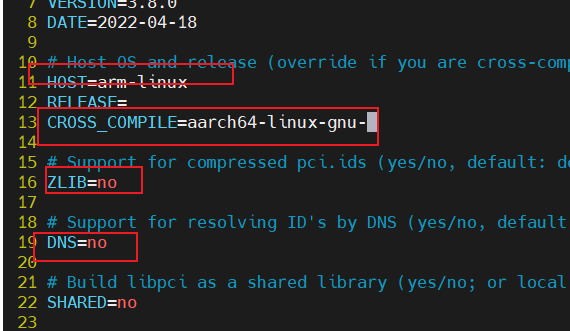 7 VERSION=3.8.0
8 DATE=2022-04-18
9
10 # Host OS and release (override if you are cross-comp
11 HOST=arm-linux
12 RELEASE=
13 CROSS_COMPILE=aarch64-linux-gnu-
14
15 # Support for compressed pci.ids (yes/no, default: de
16 ZLIB=no
17
18 # Support for resolving ID's by DNS (yes/no, default
19 DNS=no
20
21 # Build libpci as a shared library (yes/no; or local
22 SHARED=no
23